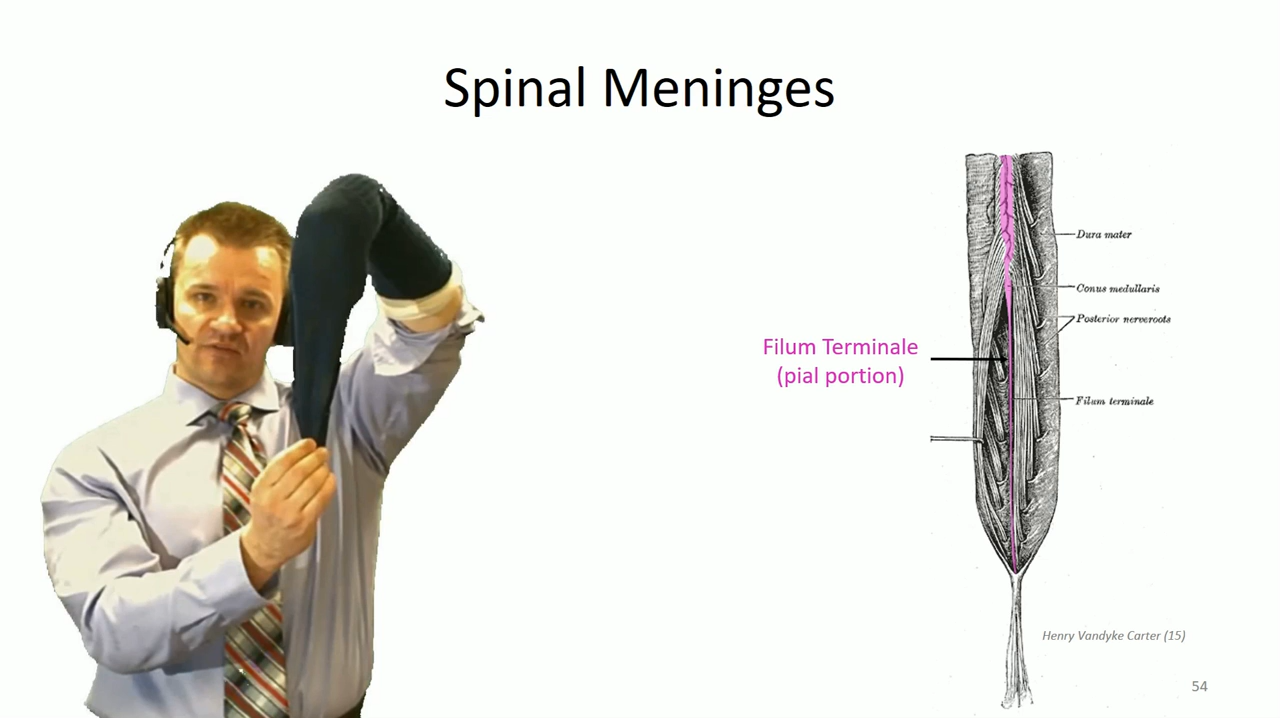 Spinal Meninges
Dura mater
Conus medullaris
Posterior nerveroots
Filum Terminale
(pial portion)
Filum terminale
Henry Vandyke Carter (15)
54